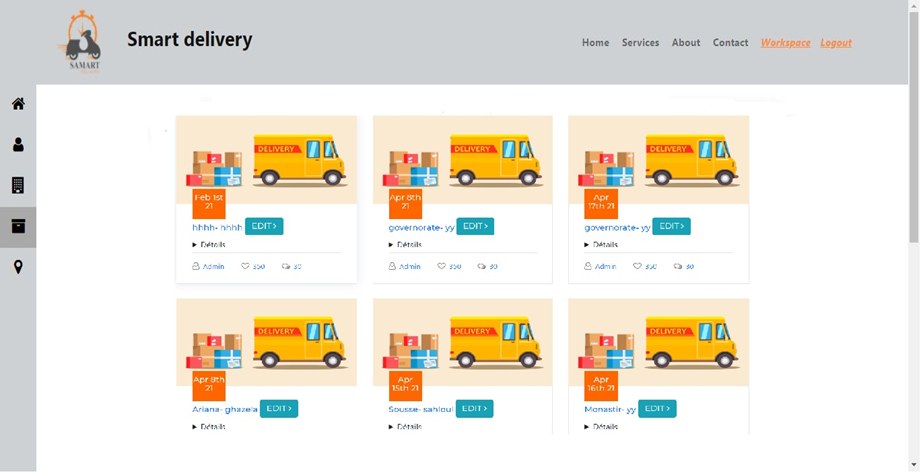 Smart delivery
Home Services About Contact Workspace Logout
SAMART
DELIVERY DELIVERY DELIVERY
Feb 1st
21
Apr 8th
21
Apr
17th 21
hhhh- hhhh EDIT>
governorate- yy EDIT>
governorate- yy EDIT>
Détails
Détails
Détails
Admin 350 30
Admin 350 30
Admin 350 30
DELIVERY DELIVERY DELIVERY
Apr 8th
21
Apr
15th 21
Apr
16th 21
Ariana- ghazela EDIT>
Sousse- sahloul EDIT>
Monastir- yy EDIT>
Détails
Détails
Détails